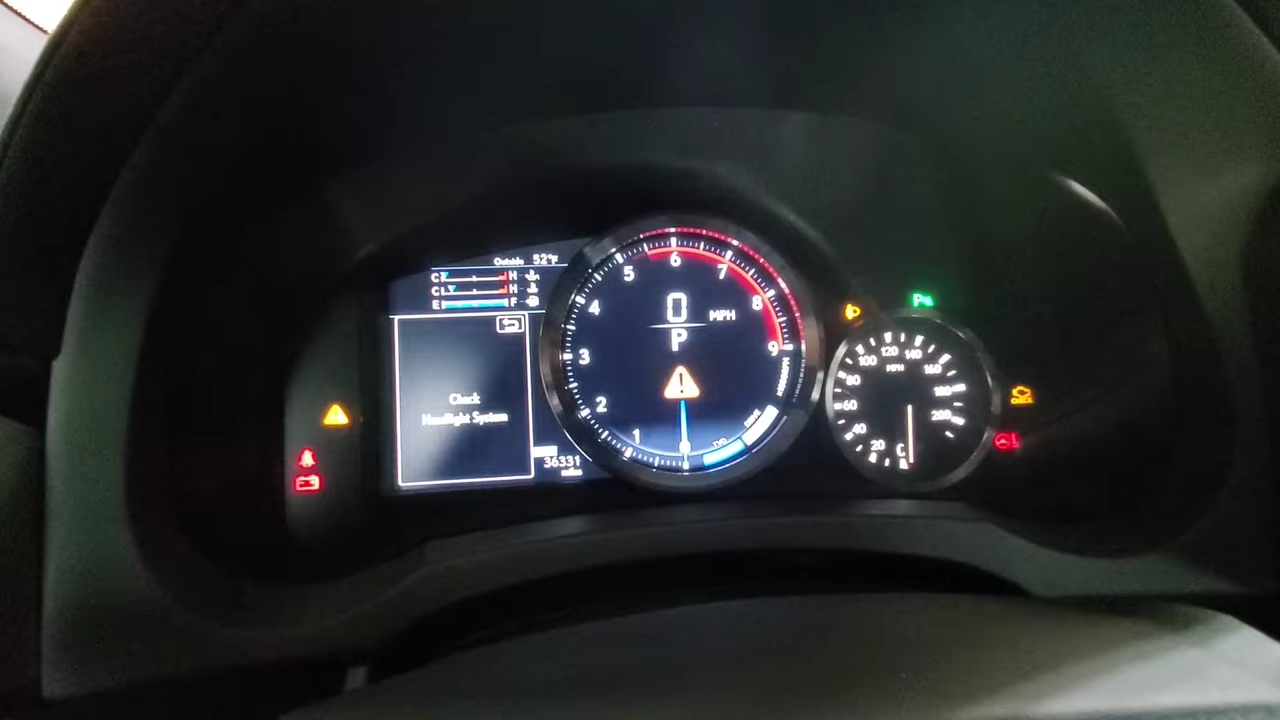 Outside 52°F
C H
C H
E F
Check
Headlight System
36331
miles
1
2
3
4
5
6
7
8
9
0
MPH
P
20
40
60
80
100
120
140
160
180
200
MPH
C
P
CHECK